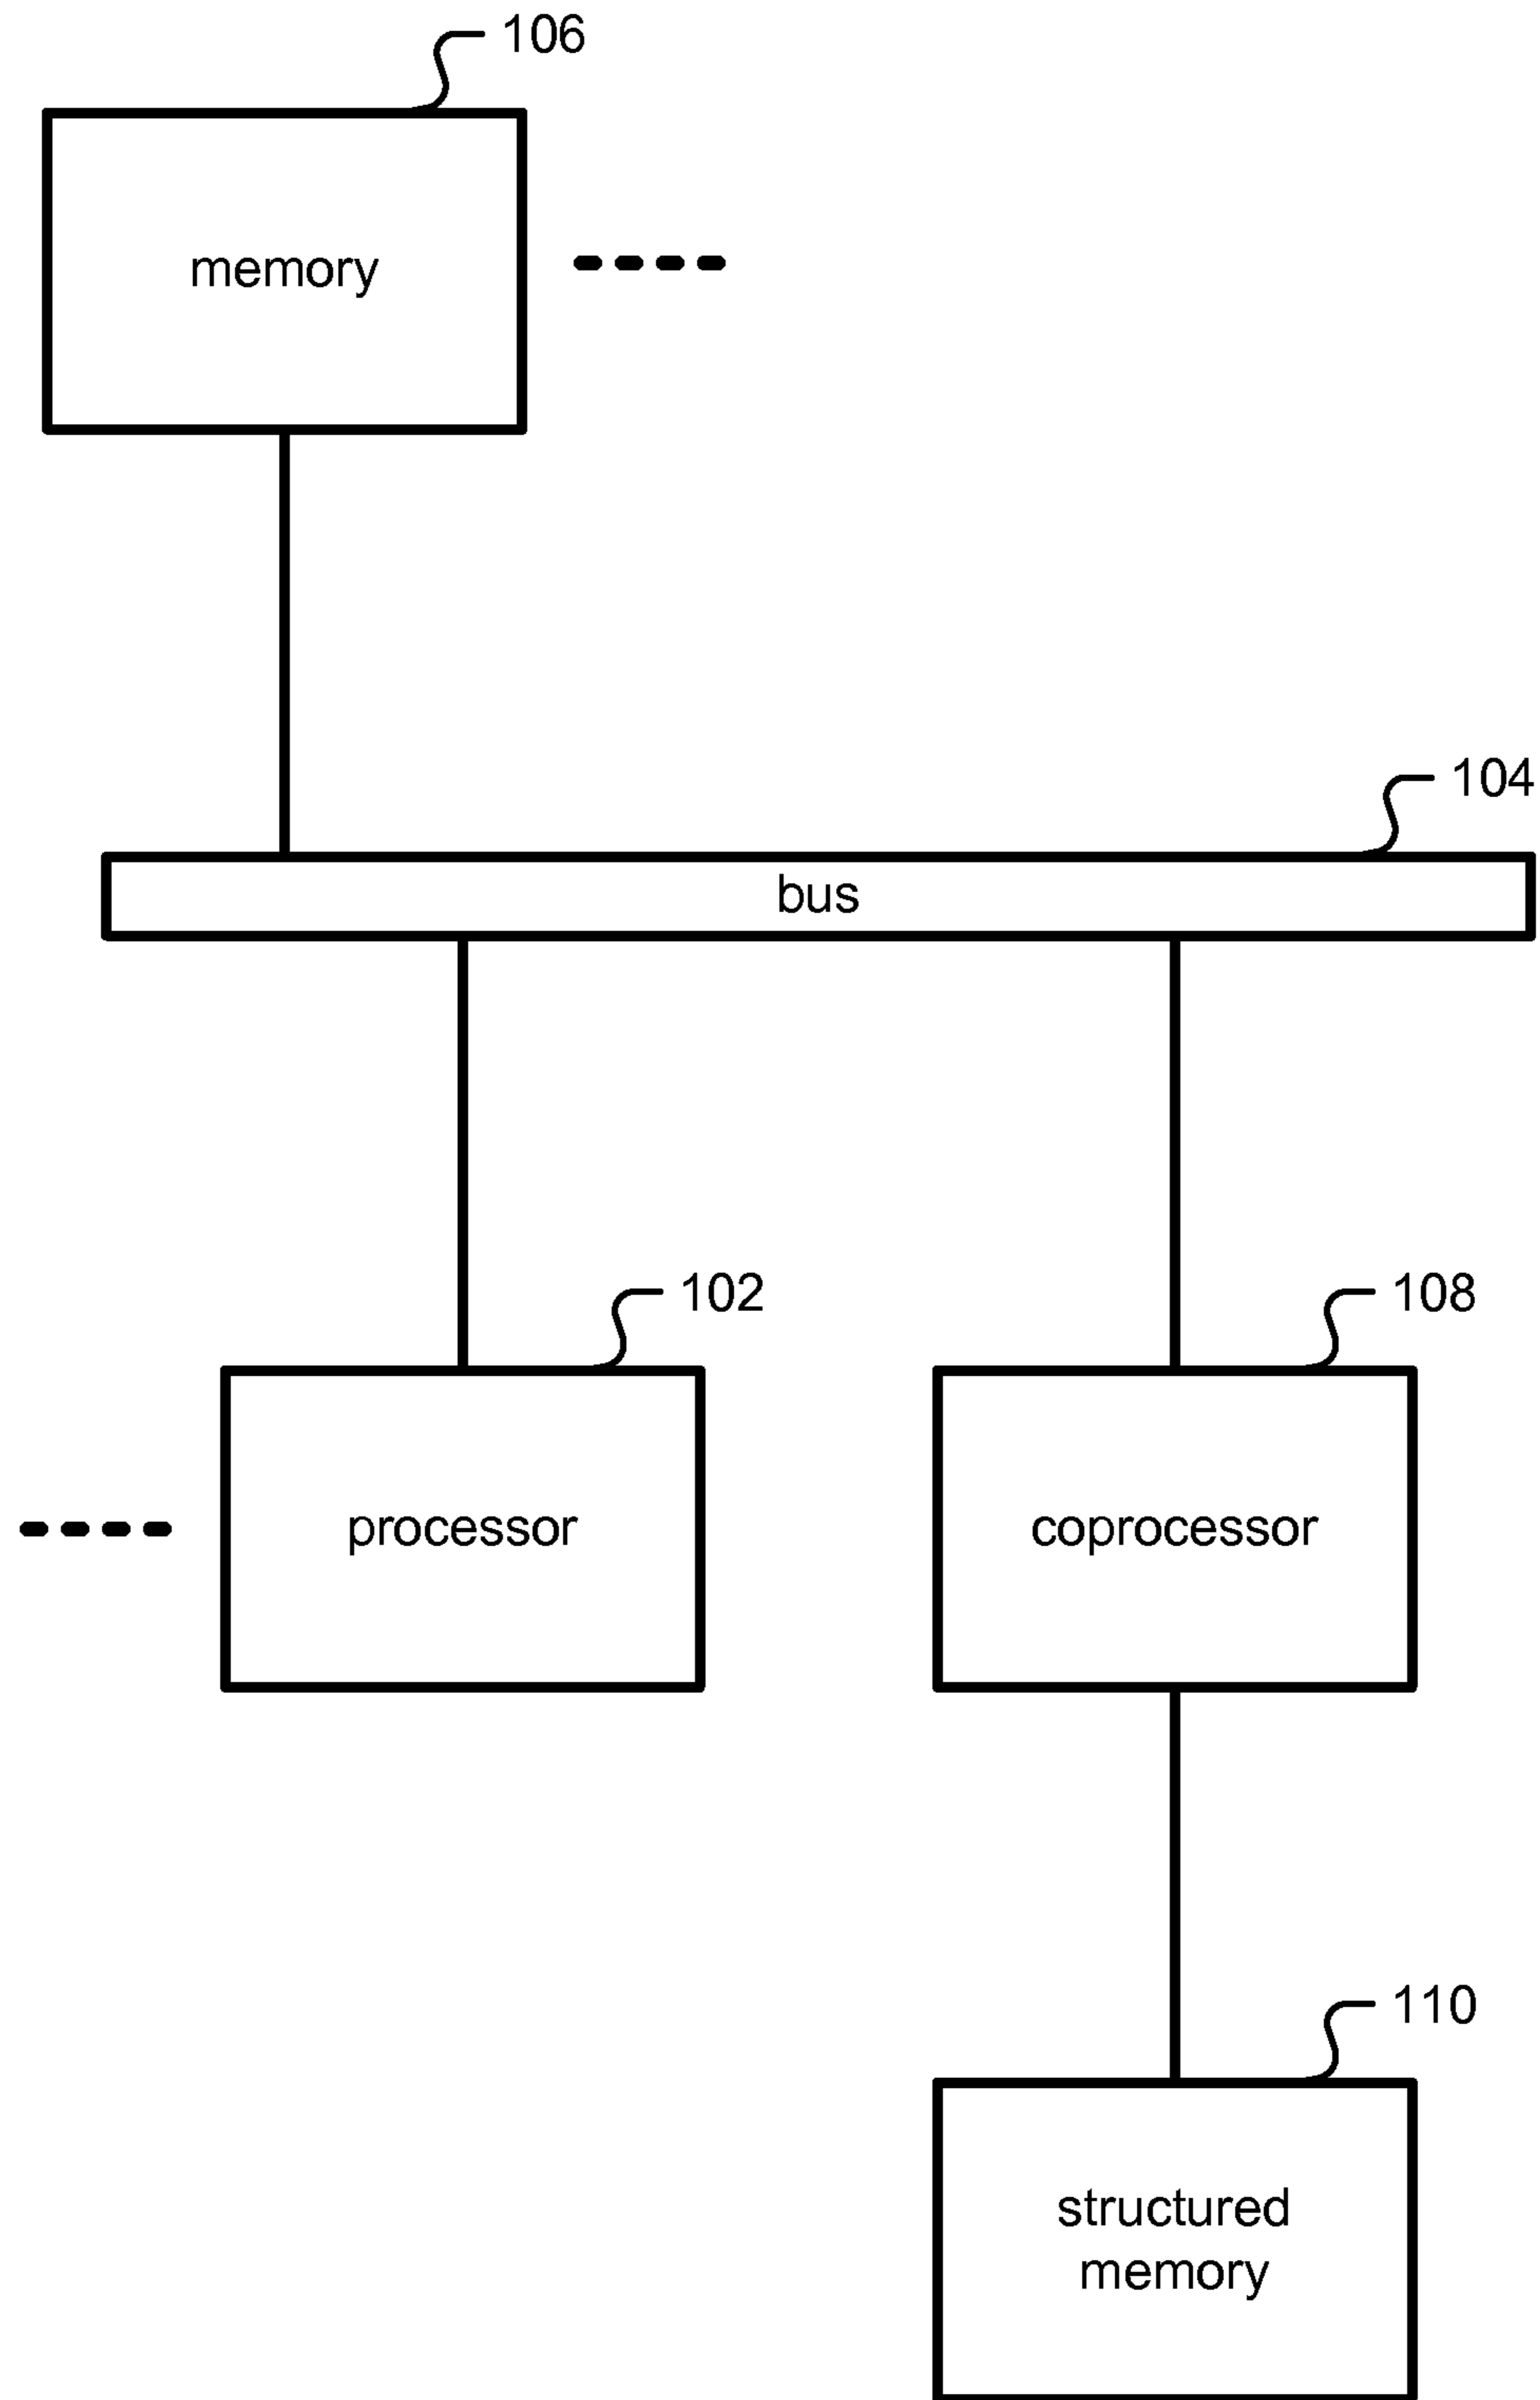 106
memory
104
bus
102
108
processor
coprocessor
110
structured
memory